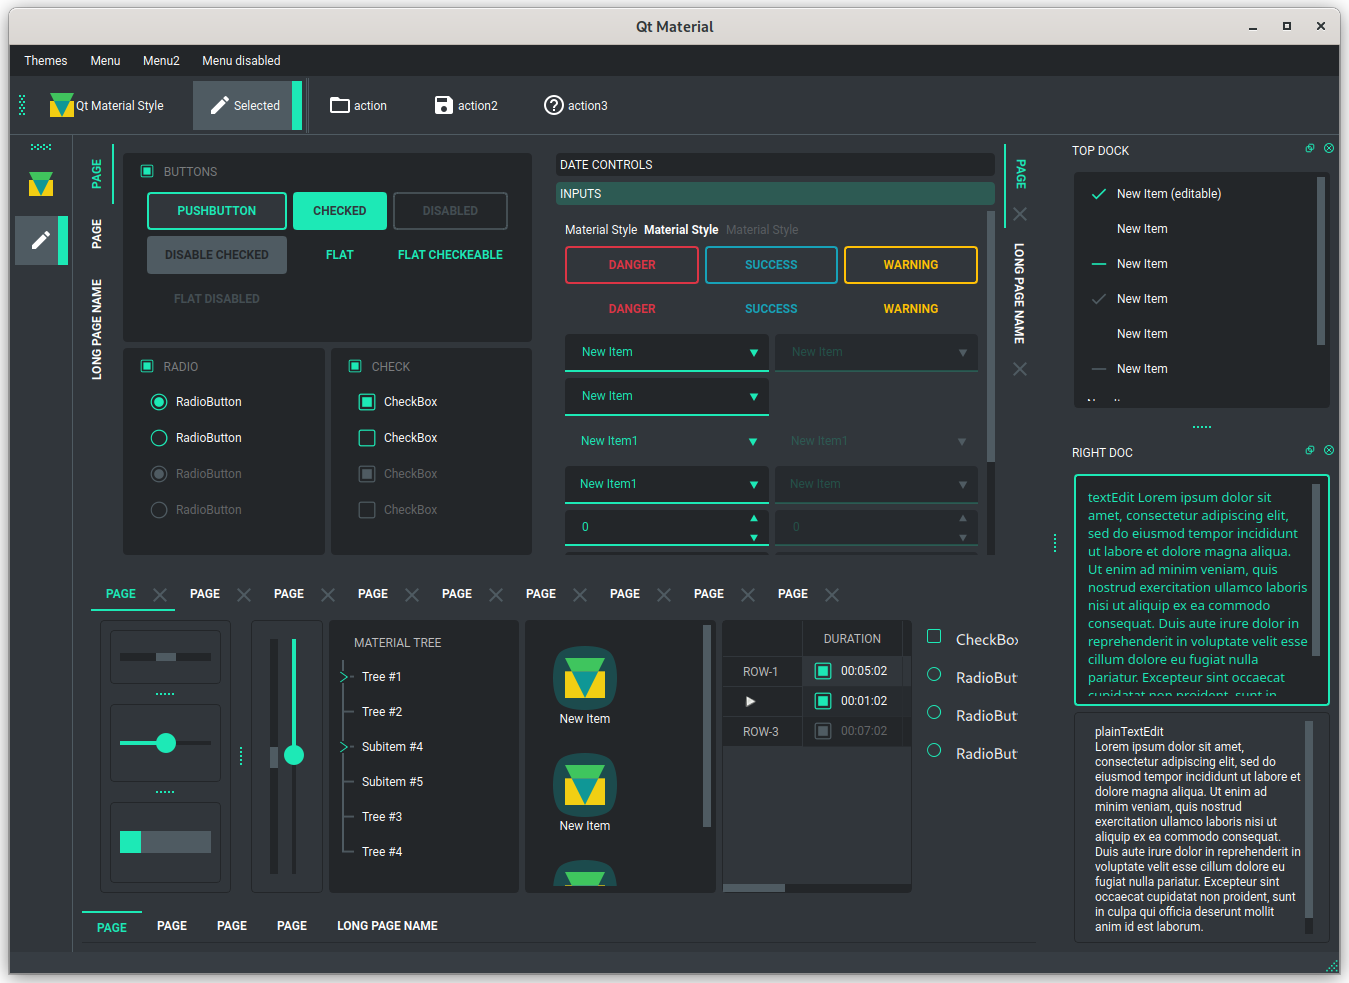 Qt Material
Themes Menu Menu2 Menu disabled
Qt Material Style Selected action action2 action3
PAGE
PAGE
LONG PAGE NAME
BUTTONS
PUSHBUTTON CHECKED DISABLED
DISABLE CHECKED FLAT FLAT CHECKEABLE
FLAT DISABLED
RADIO
RadioButton
RadioButton
RadioButton
RadioButton
CHECK
CheckBox
CheckBox
CheckBox
CheckBox
DATE CONTROLS
INPUTS
Material Style Material Style Material Style
DANGER SUCCESS WARNING
DANGER SUCCESS WARNING
New Item New Item
New Item
New Item1 New Item1
New Item1 New Item
0 0
PAGE
LONG PAGE NAME
TOP DOCK
New Item (editable)
New Item
New Item
New Item
New Item
New Item
RIGHT DOC
textEdit Lorem ipsum dolor sit
amet, consectetur adipiscing elit,
sed do eiusmod tempor incididunt
ut labore et dolore magna aliqua.
Ut enim ad minim veniam, quis
nostrud exercitation ullamco laboris
nisi ut aliquip ex ea commodo
consequat. Duis aute irure dolor in
reprehenderit in voluptate velit esse
cillum dolore eu fugiat nulla
pariatur. Excepteur sint occaecat
cupidatat non proident, sunt in
plainTextEdit
Lorem ipsum dolor sit amet,
consectetur adipiscing elit, sed do
eiusmod tempor incididunt ut labore et
dolore magna aliqua. Ut enim ad
minim veniam, quis nostrud
exercitation ullamco laboris nisi ut
aliquip ex ea commodo consequat.
Duis aute irure dolor in reprehenderit in
voluptate velit esse cillum dolore eu
fugiat nulla pariatur. Excepteur sint
occaecat cupidatat non proident, sunt
in culpa qui officia deserunt mollit
anim id est laborum.
PAGE PAGE PAGE PAGE PAGE PAGE PAGE PAGE PAGE
MATERIAL TREE
Tree #1
Tree #2
Subitem #4
Subitem #5
Tree #3
Tree #4
New Item
New Item
DURATION
ROW-1 00:05:02
00:01:02
ROW-3 00:07:02
CheckBox
RadioBut
RadioBut
RadioBut
PAGE PAGE PAGE PAGE LONG PAGE NAME